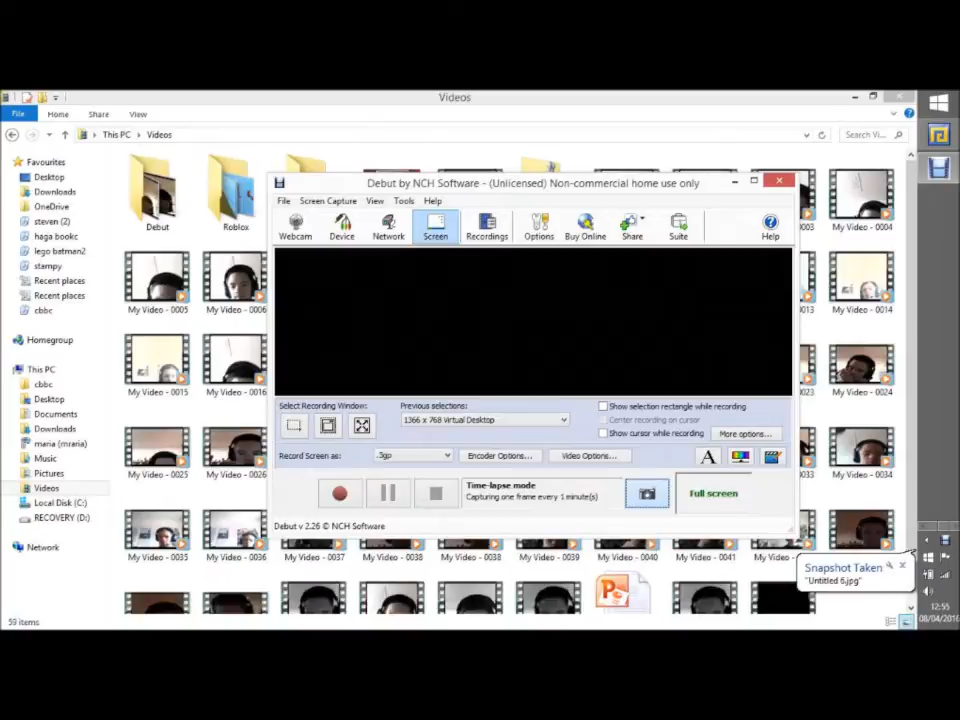 Videos
File Home Share View
This PC Videos Search Vi...
Favourites
Desktop
Downloads
OneDrive
steven (2)
haga bookc
lego batman2
stampy
Recent places
Recent places
cbbc
Homegroup
This PC
cbbc
Desktop
Documents
Downloads
maria (mraria)
Music
Pictures
Videos
Local Disk (C:)
RECOVERY (D:)
Network
59 items
Debut Roblox 003 My Video - 0004
My Video - 0005 My Video - 0006 0013 My Video - 0014
My Video - 0015 My Video - 0016 0023 My Video - 0024
My Video - 0025 My Video - 0026 0033 My Video - 0034
My Video - 0035 My Video - 0036 My Video - 0037 My Video - 0038 My Video - 0038 My Video - 0039 My Video - 0040 My Video - 0041
Debut by NCH Software - (Unlicensed) Non-commercial home use only
File Screen Capture View Tools Help
Webcam Device Network Screen Recordings Options Buy Online Share Suite Help
Select Recording Window:
Previous selections:
1366 x 768 Virtual Desktop
Show selection rectangle while recording
Center recording on cursor
Show cursor while recording
More options...
Record Screen as: .3gp Encoder Options... Video Options... A
Time-lapse mode
Capturing one frame every 1 minute(s)
Full screen
Debut v 2.26 © NCH Software
Snapshot Taken
"Untitled 6.jpg"
12:55
08/04/2016